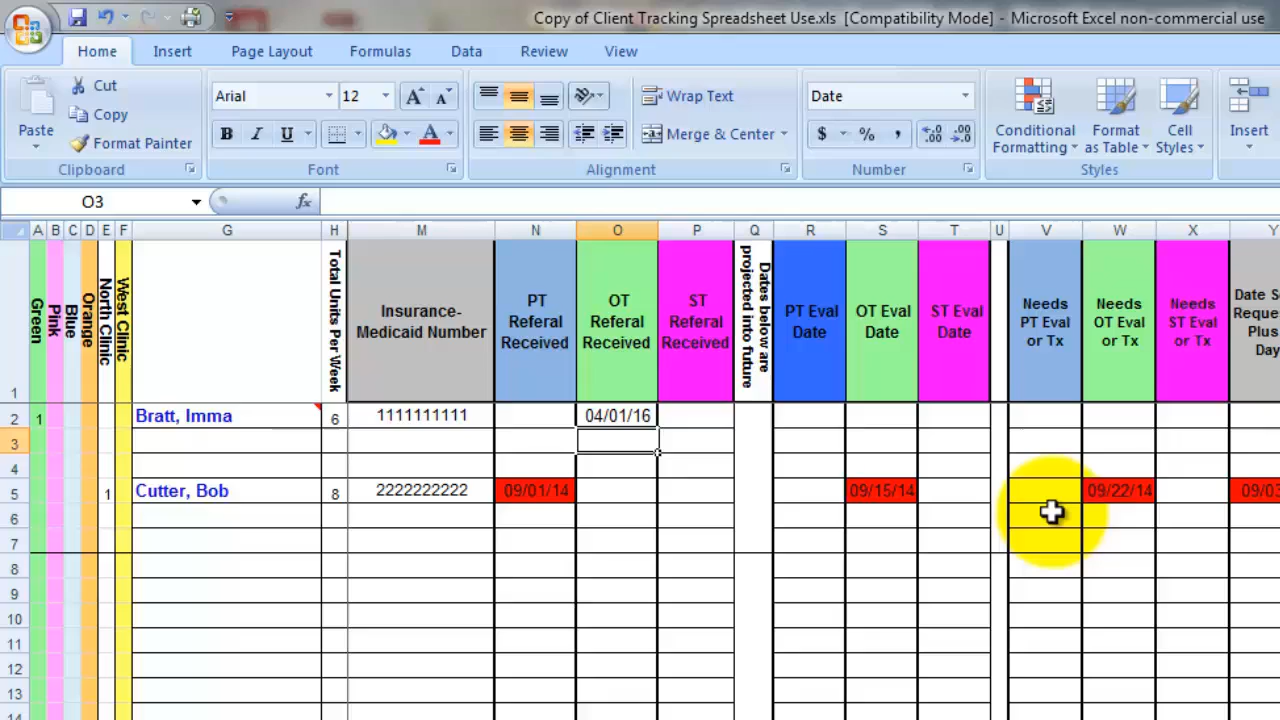 Copy of Client Tracking Spreadsheet Use.xls [Compatibility Mode] - Microsoft Excel non-commercial use
Home Insert Page Layout Formulas Data Review View
Paste
Cut
Copy
Format Painter
Clipboard
Arial 12 A A
B I U A
Font
Wrap Text
Merge & Center
Alignment
Date
$ % , .0 .00 .00 .0
Number
Conditional Formatting
Format as Table
Cell Styles
Styles
Insert
O3 fx
A B C D E F G H M N O P Q R S T U V W X Y
1
Green
Pink
Blue
Orange
North Clinic
West Clinic
Total Units Per Week
Insurance-
Medicaid Number
PT
Referal
Received
OT
Referal
Received
ST
Referal
Received
Dates below are
projected into future
PT Eval
Date
OT Eval
Date
ST Eval
Date
Needs
PT Eval
or Tx
Needs
OT Eval
or Tx
Needs
ST Eval
or Tx
Date S
Reque
Plus
Day
2 1 Bratt, Imma 6 1111111111 04/01/16
3
4
5 1 Cutter, Bob 8 2222222222 09/01/14 09/15/14 09/22/14 09/03
6
7
8
9
10
11
12
13
14